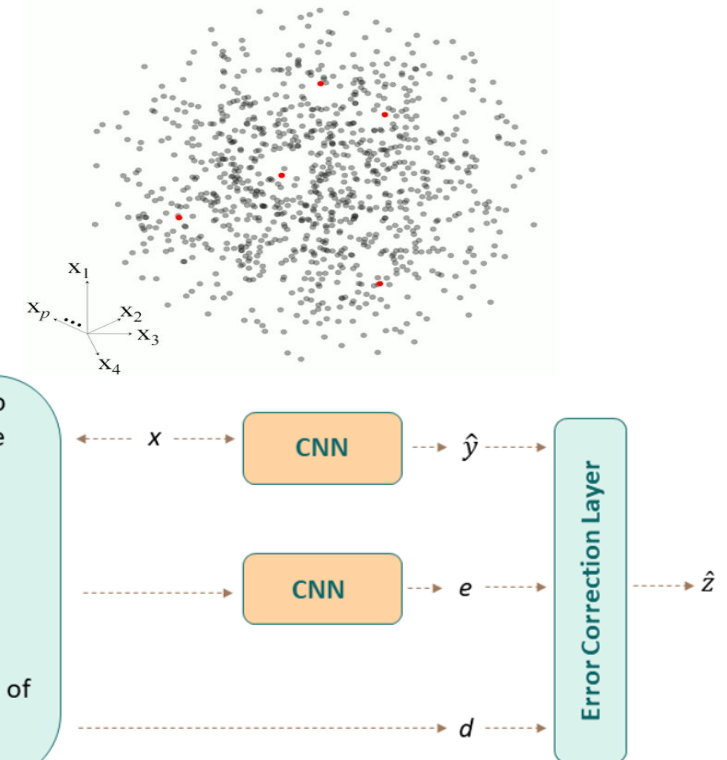 x₁
xₚ
x₂
x₃
x₄
x
CNN
ŷ
CNN
e
Error Correction Layer
ẑ
of
d